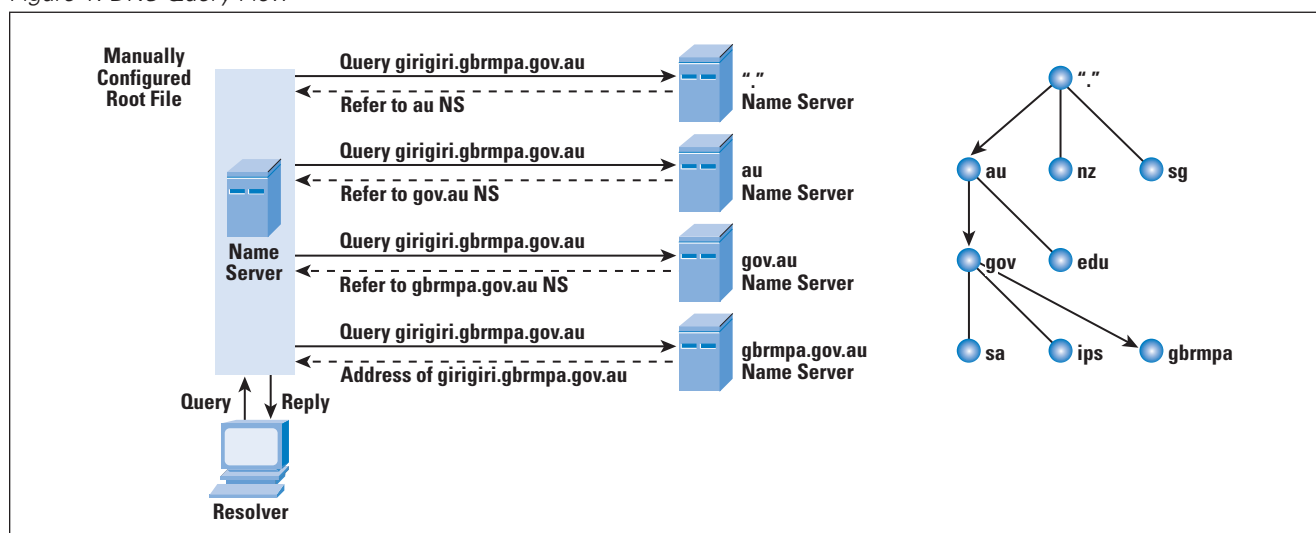 Manually
Configured
Root File
Query girigiri.gbrmpa.gov.au
Refer to au NS
"."
Name Server
Query girigiri.gbrmpa.gov.au
Refer to gov.au NS
au
Name Server
Name
Server
Query girigiri.gbrmpa.gov.au
Refer to gbrmpa.gov.au NS
gov.au
Name Server
Query girigiri.gbrmpa.gov.au
Address of girigiri.gbrmpa.gov.au
gbrmpa.gov.au
Name Server
Query
Reply
Resolver
"."
au
nz
sg
gov
edu
sa
ips
gbrmpa